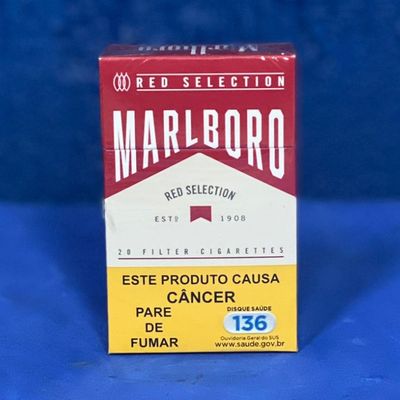 Marlboro
RED SELECTION
MARLBORO
RED SELECTION
ESTD 1908
20 FILTER CIGARETTES
ESTE PRODUTO CAUSA
CÂNCER
PARE
DE
FUMAR
DISQUE SAÚDE
136
Ouvidoria Geral do SUS
www.saude.gov.br